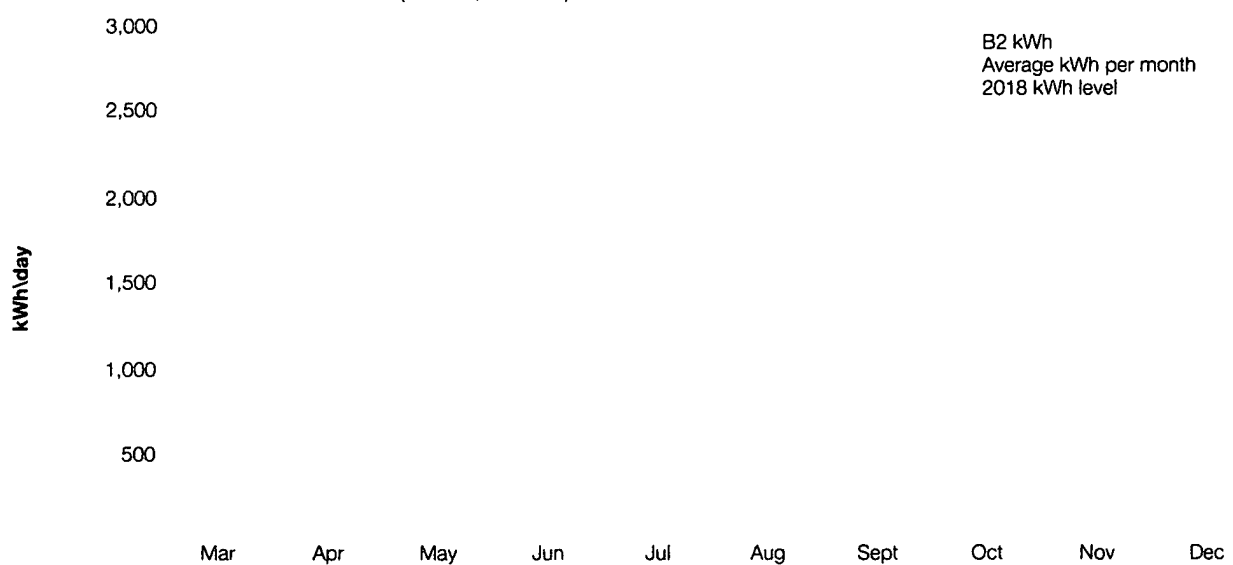 3,000
B2 kWh
Average kWh per month
2018 kWh level
2,500
2,000
kWh\day
1,500
1,000
500
Mar Apr May Jun Jul Aug Sept Oct Nov Dec